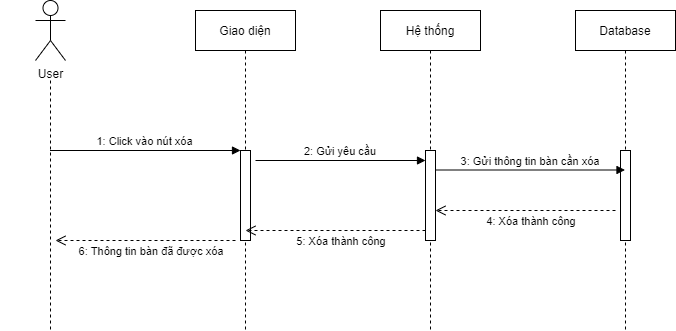 Giao diện
Hệ thống
Database
User
1: Click vào nút xóa
2: Gửi yêu cầu
3: Gửi thông tin bàn cần xóa
4: Xóa thành công
5: Xóa thành công
6: Thông tin bàn đã được xóa